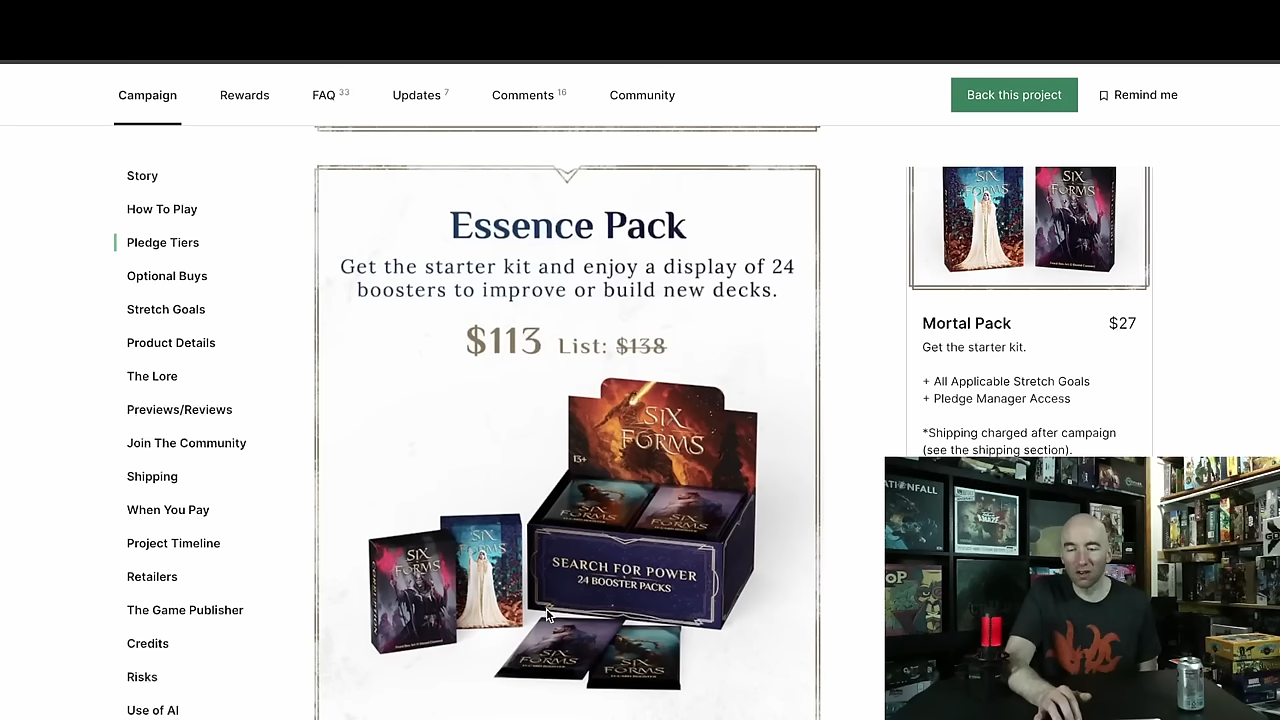 Campaign
Rewards
FAQ 33
Updates 7
Comments 16
Community
Back this project
Remind me
Story
How To Play
Pledge Tiers
Optional Buys
Stretch Goals
Product Details
The Lore
Previews/Reviews
Join The Community
Shipping
When You Pay
Project Timeline
Retailers
The Game Publisher
Credits
Risks
Use of AI
Essence Pack
Get the starter kit and enjoy a display of 24
boosters to improve or build new decks.
$113 List: $138
SIX
FORMS
13+
SIX
FORMS
SIX
FORMS
SIX
FORMS
SIX
FORMS
SEARCH FOR POWER
24 BOOSTER PACKS
SIX
FORMS
SIX
FORMS
SIX
FORMS
SIX
FORMS
Mortal Pack
$27
Get the starter kit.
+ All Applicable Stretch Goals
+ Pledge Manager Access
*Shipping charged after campaign
(see the shipping section).